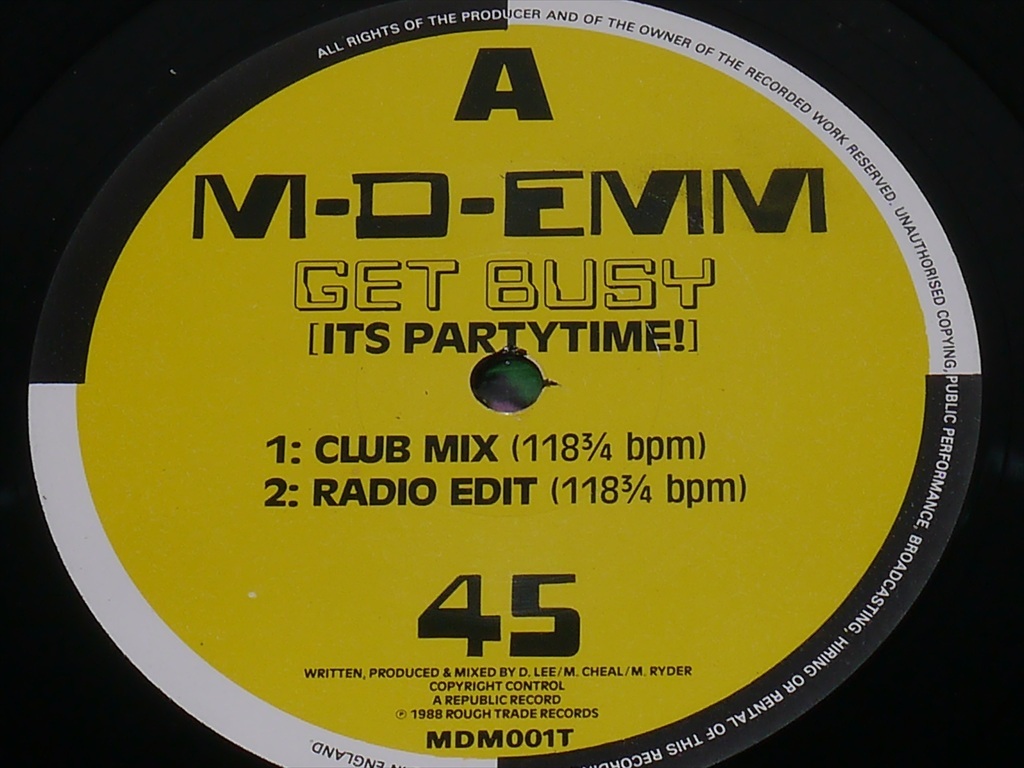 ALL RIGHTS OF THE PRODUCER AND OF THE OWNER OF THE RECORDED WORK RESERVED. UNAUTHORISED COPYING, PUBLIC PERFORMANCE, BROADCASTING, HIRING OR RENTAL OF THIS RECORDING
A
M-D-EMM
GET BUSY
[ITS PARTYTIME!]
1: CLUB MIX (118¾ bpm)
2: RADIO EDIT (118¾ bpm)
45
WRITTEN, PRODUCED & MIXED BY D. LEE/M. CHEAL/M. RYDER
COPYRIGHT CONTROL
A REPUBLIC RECORD
℗ 1988 ROUGH TRADE RECORDS
MDM001T
IN ENGLAND.